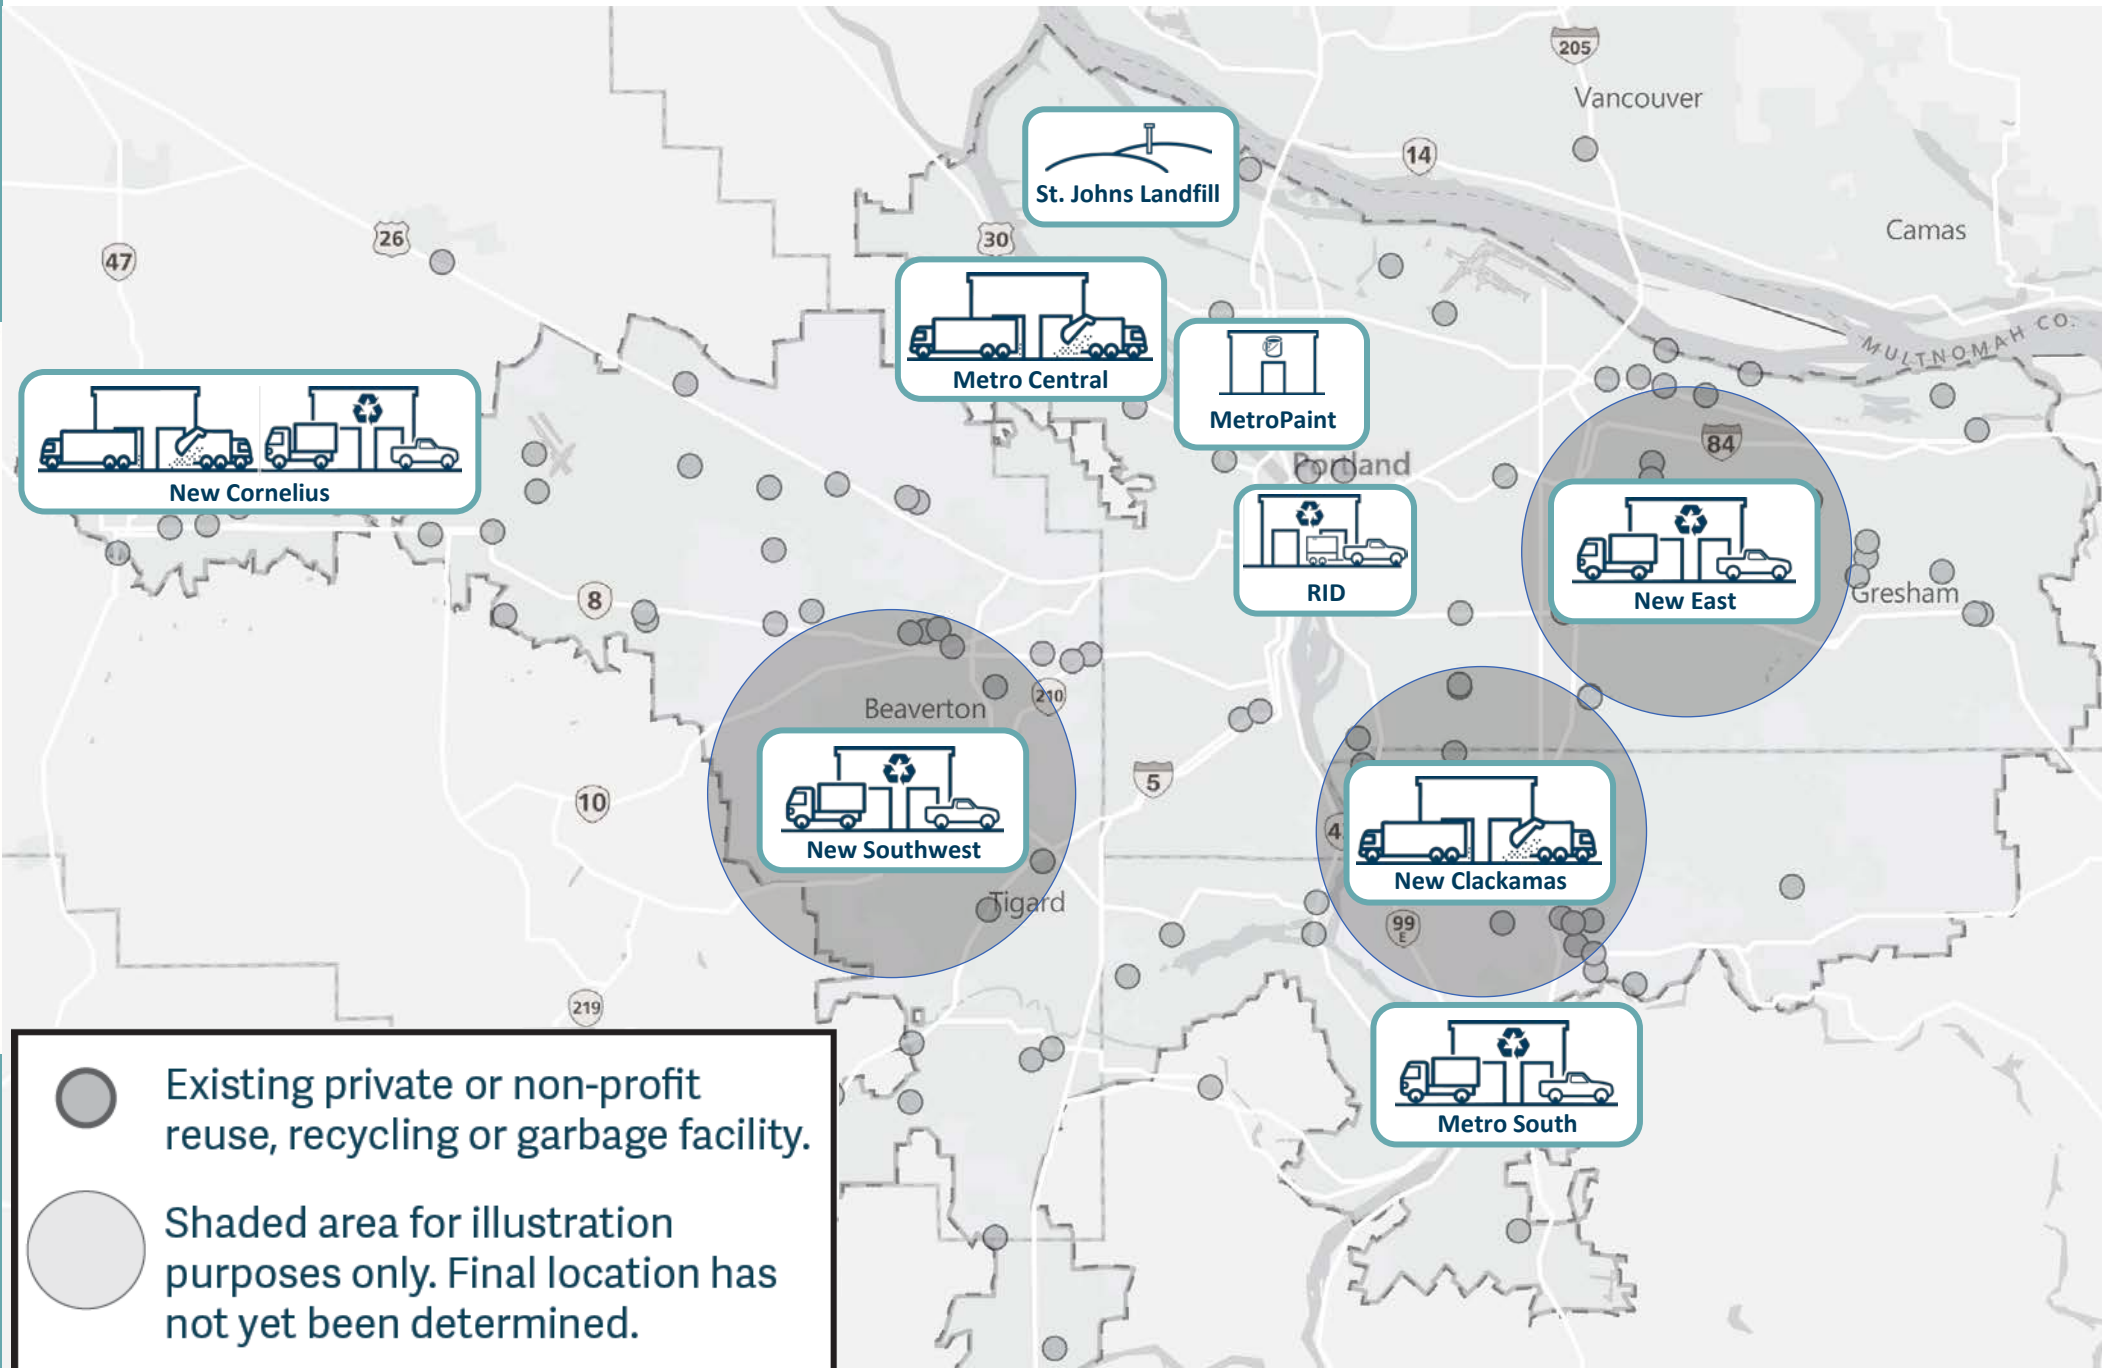 205
Vancouver
14
St. Johns Landfill
Camas
30
26
47
MULTNOMAH CO.
Metro Central
MetroPaint
84
Portland
New Cornelius
RID
New East
Gresham
8
210
Beaverton
5
10
New Southwest
New Clackamas
Tigard
99
E
219
Metro South
Existing private or non-profit
reuse, recycling or garbage facility.
Shaded area for illustration
purposes only. Final location has
not yet been determined.